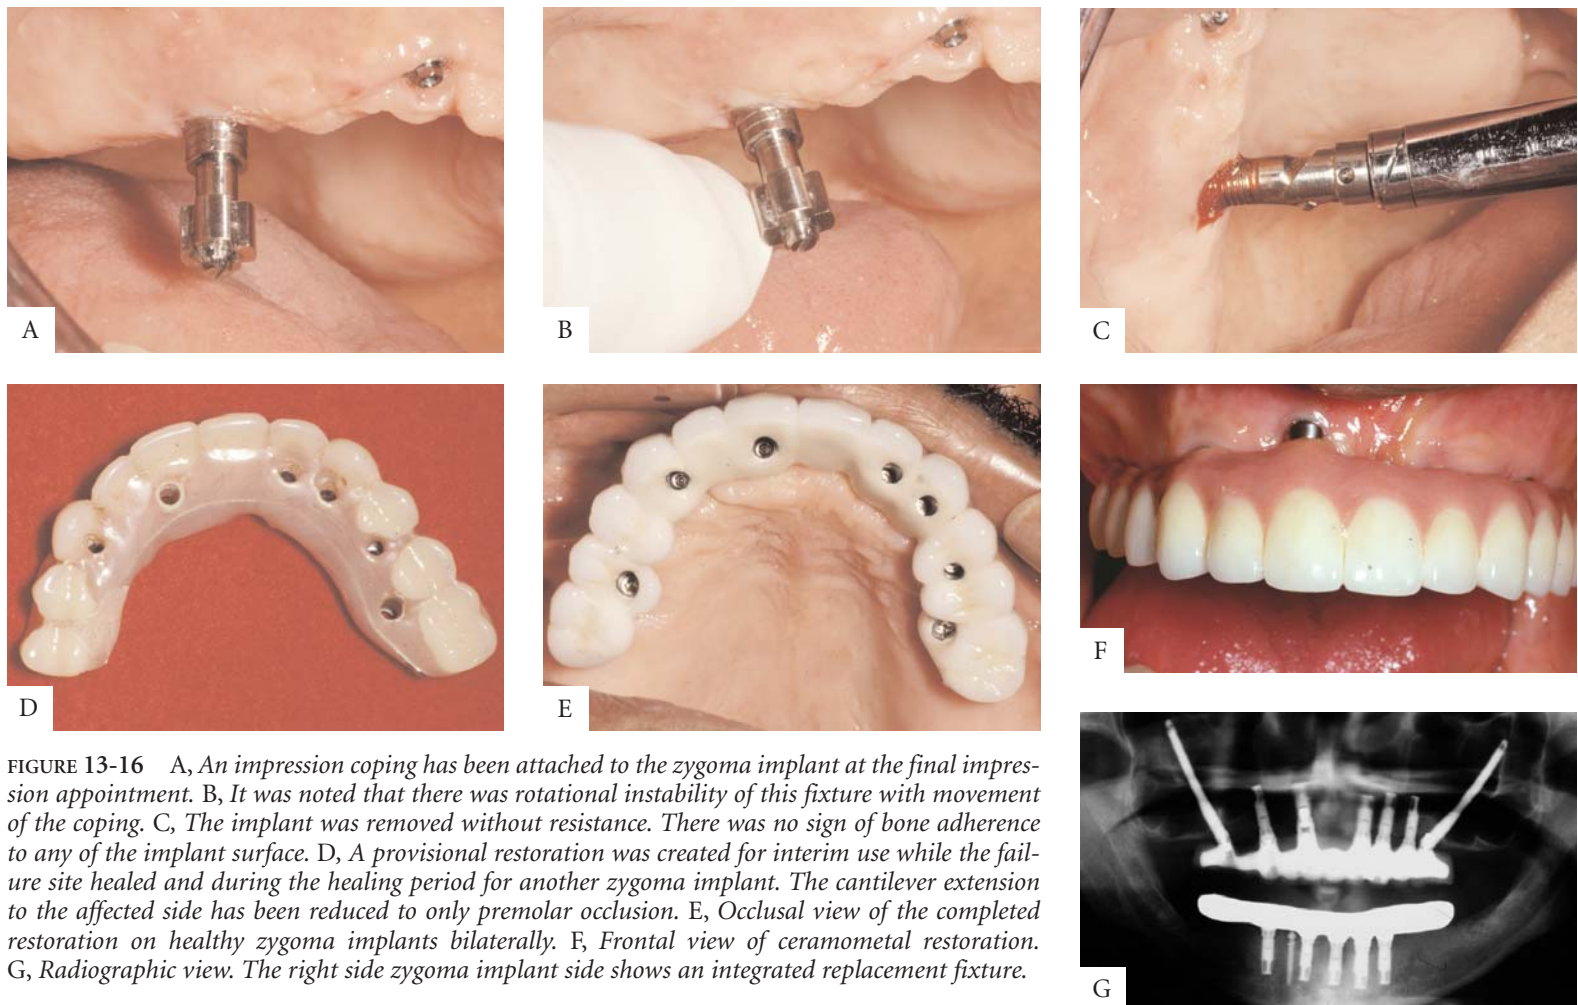 A
B
C
D
E
F
G
FIGURE 13-16 A, An impression coping has been attached to the zygoma implant at the final impres-
sion appointment. B, It was noted that there was rotational instability of this fixture with movement
of the coping. C, The implant was removed without resistance. There was no sign of bone adherence
to any of the implant surface. D, A provisional restoration was created for interim use while the fail-
ure site healed and during the healing period for another zygoma implant. The cantilever extension
to the affected side has been reduced to only premolar occlusion. E, Occlusal view of the completed
restoration on healthy zygoma implants bilaterally. F, Frontal view of ceramometal restoration.
G, Radiographic view. The right side zygoma implant side shows an integrated replacement fixture.